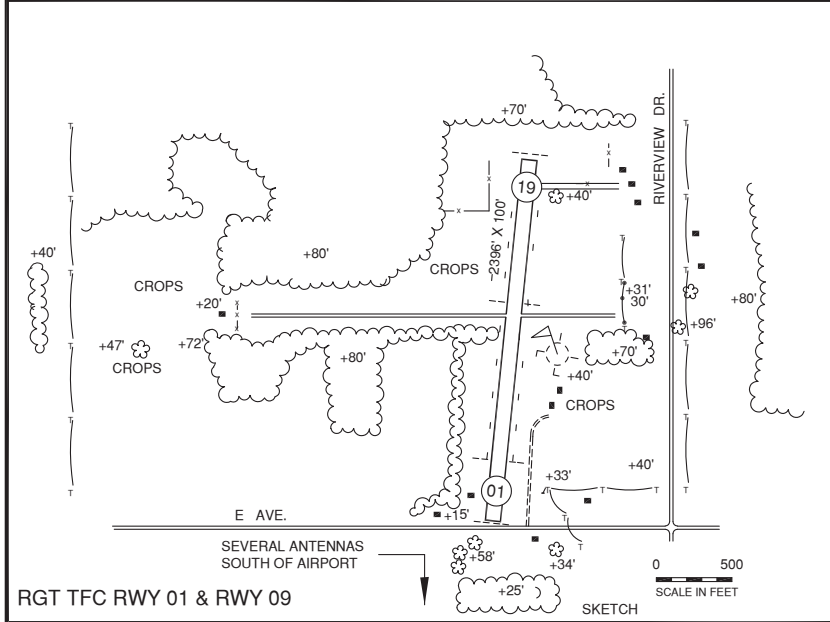 +70'
RIVERVIEW DR.
19
+40'
2396' X 100'
+40'
+80'
CROPS
CROPS
+20'
+31'
30'
+80'
+96'
+47'
+72'
CROPS
+80'
+70'
+40'
CROPS
+40'
+33'
01
+15'
E AVE.
SEVERAL ANTENNAS
SOUTH OF AIRPORT
+58'
+34'
+25'
0 500
SCALE IN FEET
RGT TFC RWY 01 & RWY 09
SKETCH
T T T T T T
T T T T T T
T T
T T T
T T
x x
x x
x x x